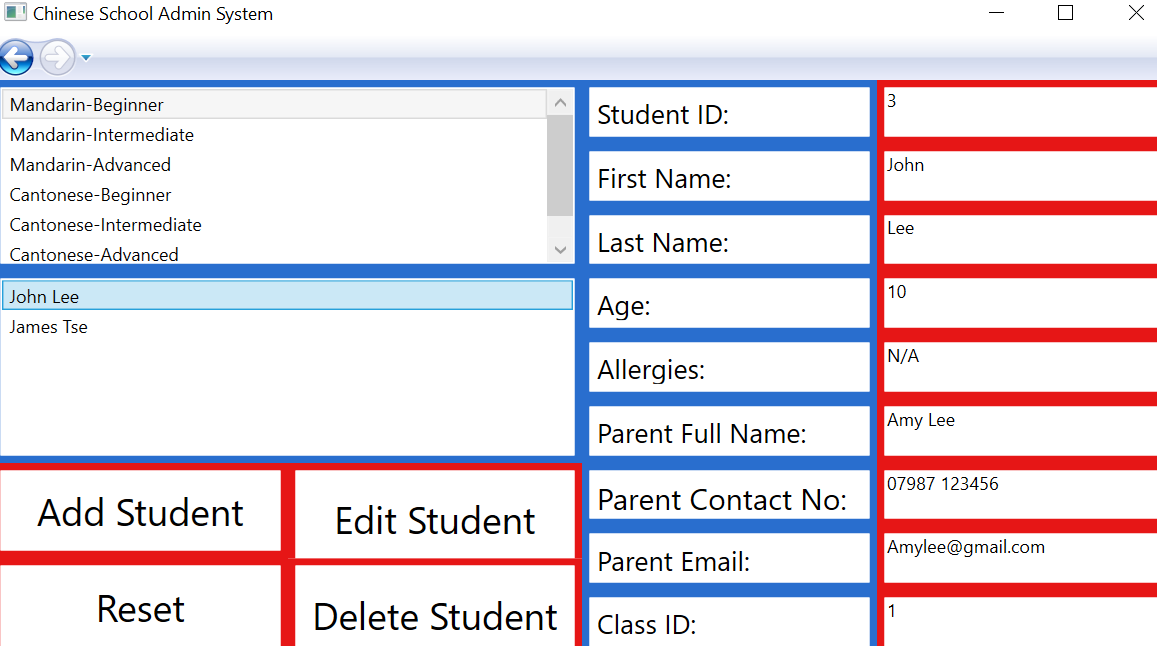 Chinese School Admin System
Mandarin-Beginner
Mandarin-Intermediate
Mandarin-Advanced
Cantonese-Beginner
Cantonese-Intermediate
Cantonese-Advanced
John Lee
James Tse
Add Student
Edit Student
Reset
Delete Student
Student ID: 3
First Name: John
Last Name: Lee
Age: 10
Allergies: N/A
Parent Full Name: Amy Lee
Parent Contact No: 07987 123456
Parent Email: Amylee@gmail.com
Class ID: 1